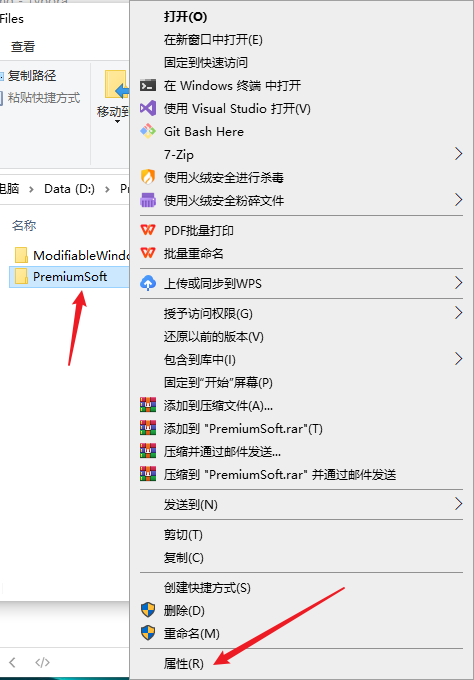 Files
查看
复制路径
粘贴快捷方式
移动到
电脑 > Data (D:) >
名称
ModifiableWindo
PremiumSoft
打开(O)
在新窗口中打开(E)
固定到快速访问
在 Windows 终端 中打开
使用 Visual Studio 打开(V)
Git Bash Here
7-Zip
使用火绒安全进行杀毒
使用火绒安全粉碎文件
PDF批量打印
批量重命名
上传或同步到WPS
授予访问权限(G)
还原以前的版本(V)
包含到库中(I)
固定到"开始"屏幕(P)
添加到压缩文件(A)...
添加到 "PremiumSoft.rar"(T)
压缩并通过邮件发送...
压缩到 "PremiumSoft.rar" 并通过邮件发送
发送到(N)
剪切(T)
复制(C)
创建快捷方式(S)
删除(D)
重命名(M)
属性(R)